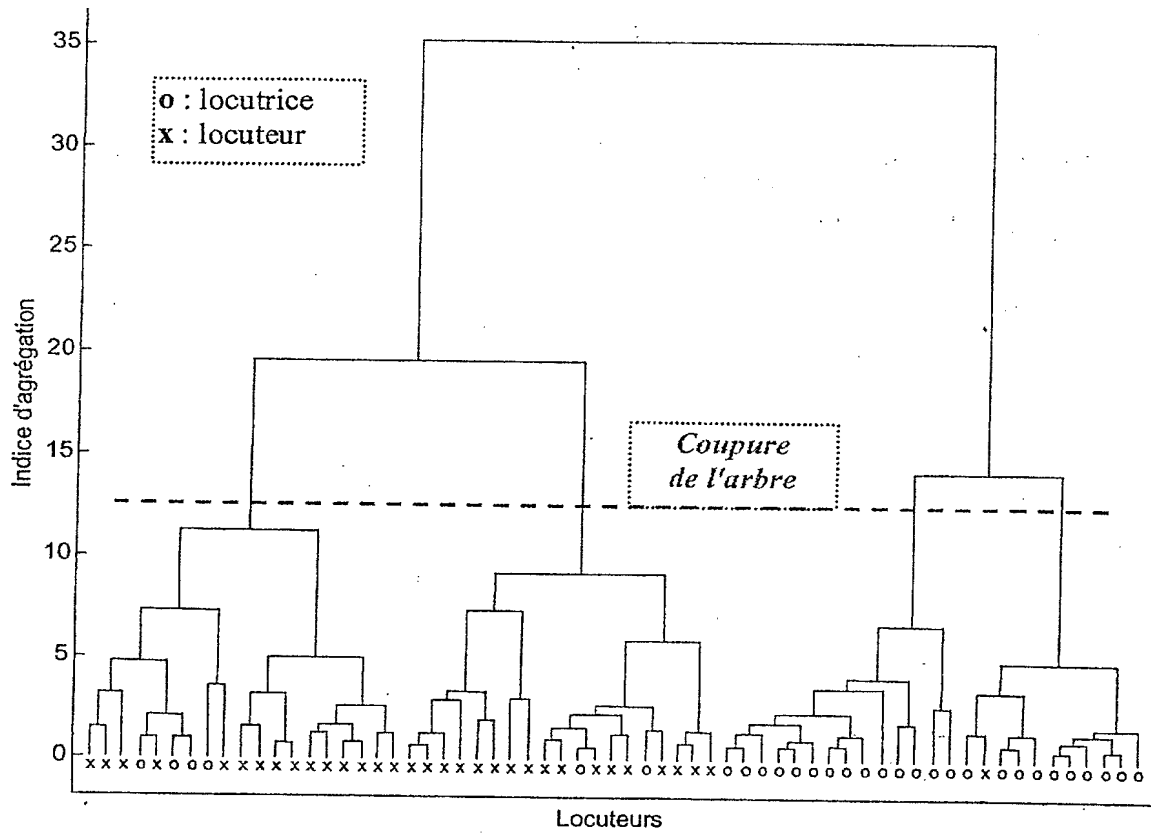 35
o : locutrice
x : locuteur
30
25
20
Indice d'agrégation
15
Coupure
de l'arbre
10
5
0
x x x o x o o o x x x x x x x x x x x x x x x x x x x x x o x x x o x x x x o o o o o o o o o o o o o o o x o o o o o o o o o
Locuteurs